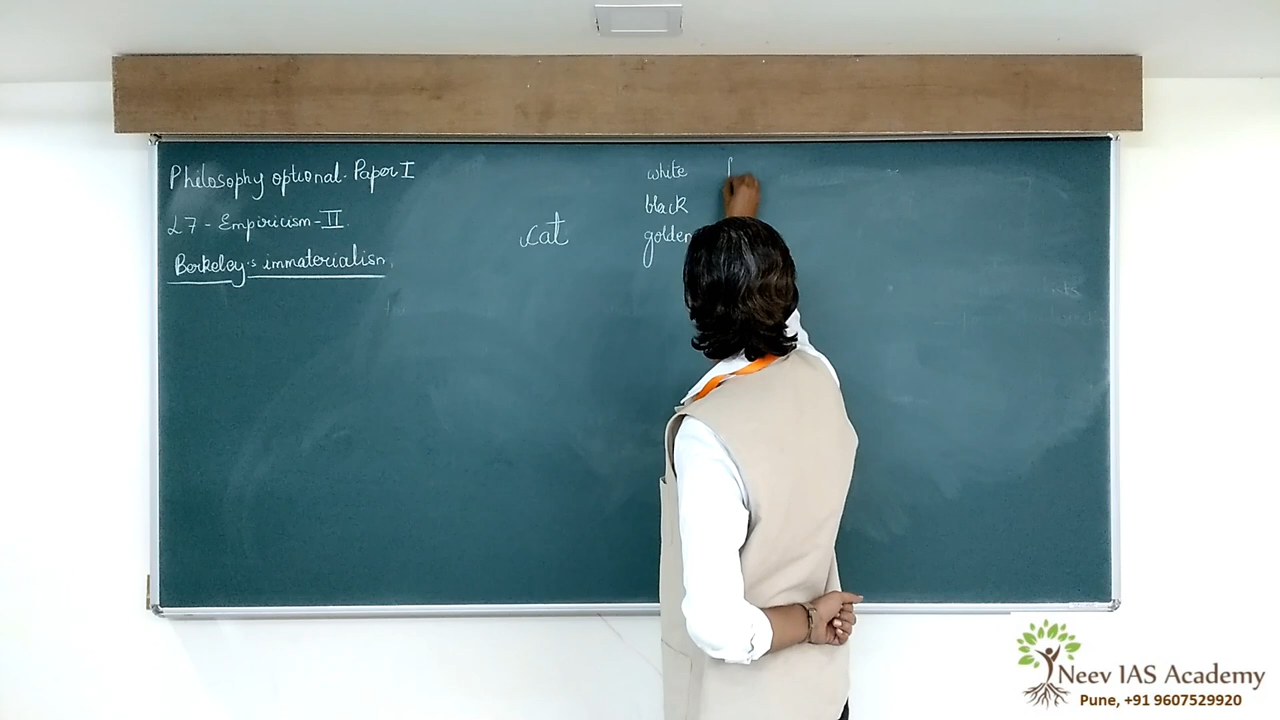 Philosophy optional. Paper I
L7 - Empiricism - II
Berkeley's immaterialism
cat
white
black
golden
Neev IAS Academy
Pune, +91 9607529920